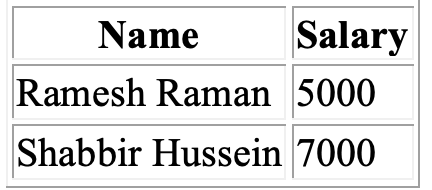 Name Salary
Ramesh Raman 5000
Shabbir Hussein 7000